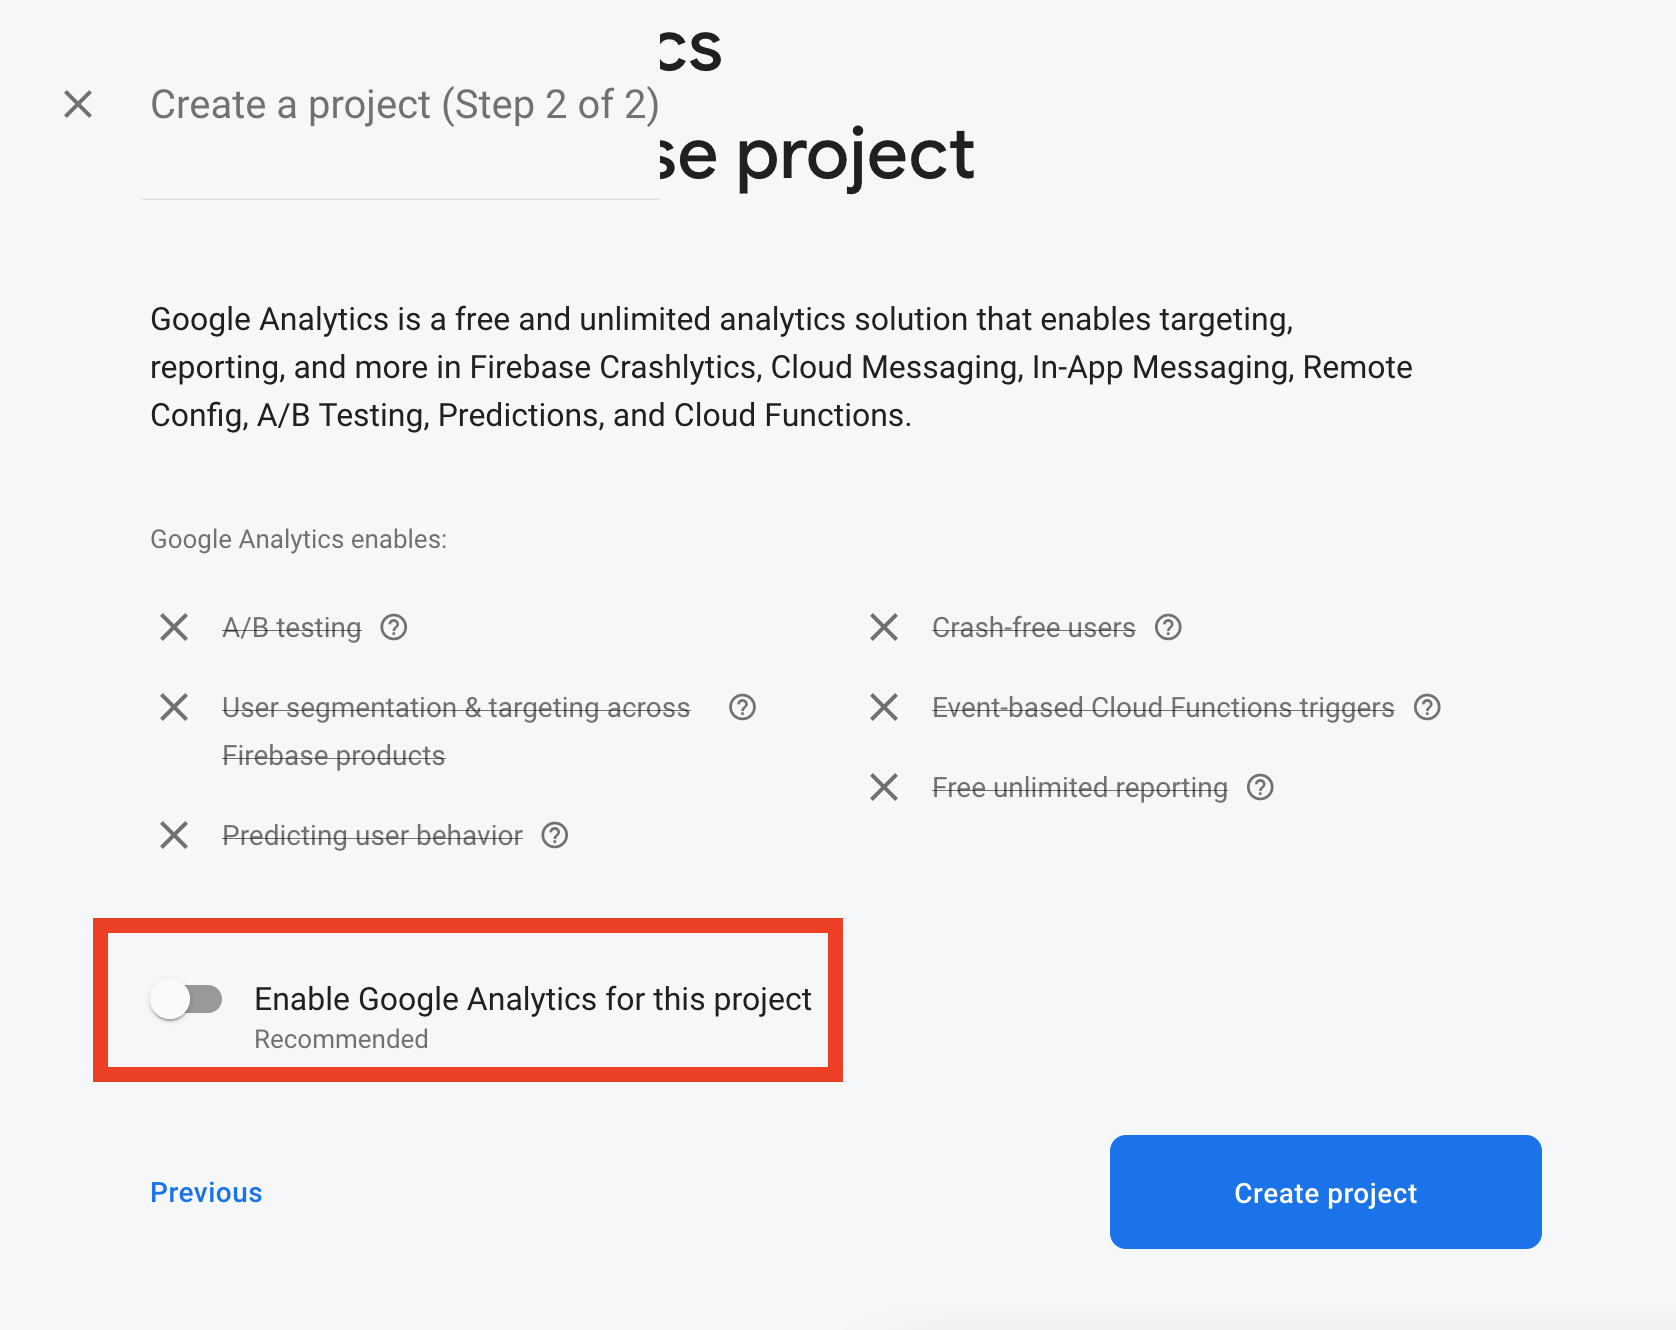 cs
Create a project (Step 2 of 2)
se project
Google Analytics is a free and unlimited analytics solution that enables targeting,
reporting, and more in Firebase Crashlytics, Cloud Messaging, In-App Messaging, Remote
Config, A/B Testing, Predictions, and Cloud Functions.
Google Analytics enables:
A/B testing
User segmentation & targeting across
Firebase products
Predicting user behavior
Crash-free users
Event-based Cloud Functions triggers
Free unlimited reporting
Enable Google Analytics for this project
Recommended
Previous
Create project